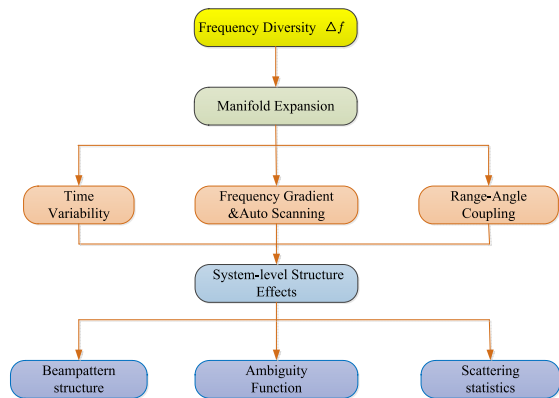 Frequency Diversity △f
Manifold Expansion
Time
Variability
Frequency Gradient
&Auto Scanning
Range-Angle
Coupling
System-level Structure
Effects
Beampattern
structure
Ambiguity
Function
Scattering
statistics